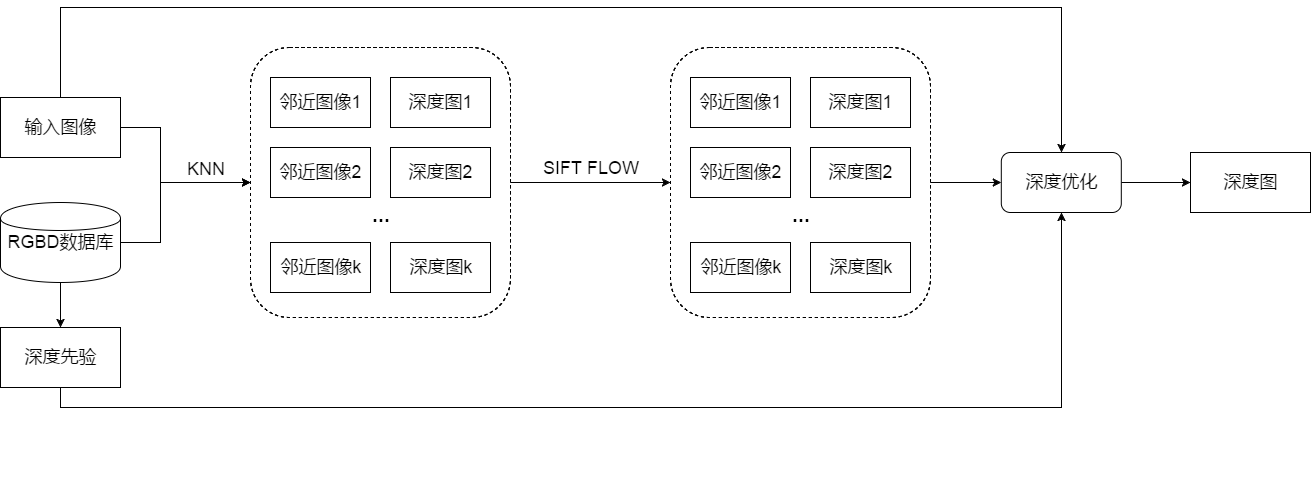 输入图像
RGBD数据库
深度先验
KNN
邻近图像1
深度图1
邻近图像2
深度图2
...
邻近图像k
深度图k
SIFT FLOW
邻近图像1
深度图1
邻近图像2
深度图2
...
邻近图像k
深度图k
深度优化
深度图